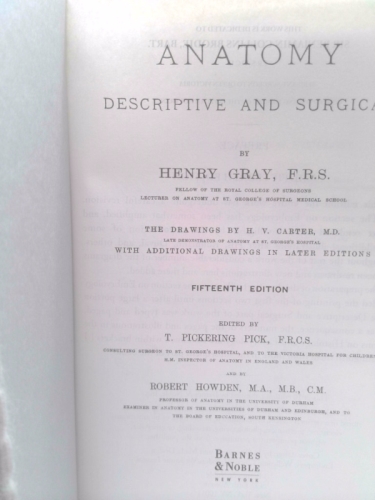 ANATOMY
DESCRIPTIVE AND SURGICA
BY
HENRY GRAY, F.R.S.
FELLOW OF THE ROYAL COLLEGE OF SURGEONS
LECTURER ON ANATOMY AT ST. GEORGE'S HOSPITAL MEDICAL SCHOOL
THE DRAWINGS BY H. V. CARTER, M.D.
LATE DEMONSTRATOR OF ANATOMY AT ST. GEORGE'S HOSPITAL
WITH ADDITIONAL DRAWINGS IN LATER EDITIONS
FIFTEENTH EDITION
EDITED BY
T. PICKERING PICK, F.R.C.S.
CONSULTING SURGEON TO ST. GEORGE'S HOSPITAL, AND TO THE VICTORIA HOSPITAL FOR CHILDREN
H.M. INSPECTOR OF ANATOMY IN ENGLAND AND WALES
AND BY
ROBERT HOWDEN, M.A., M.B., C.M.
PROFESSOR OF ANATOMY IN THE UNIVERSITY OF DURHAM
EXAMINER IN ANATOMY IN THE UNIVERSITIES OF DURHAM AND EDINBURGH, AND TO
THE BOARD OF EDUCATION, SOUTH KENSINGTON
BARNES
& NOBLE
NEW YORK